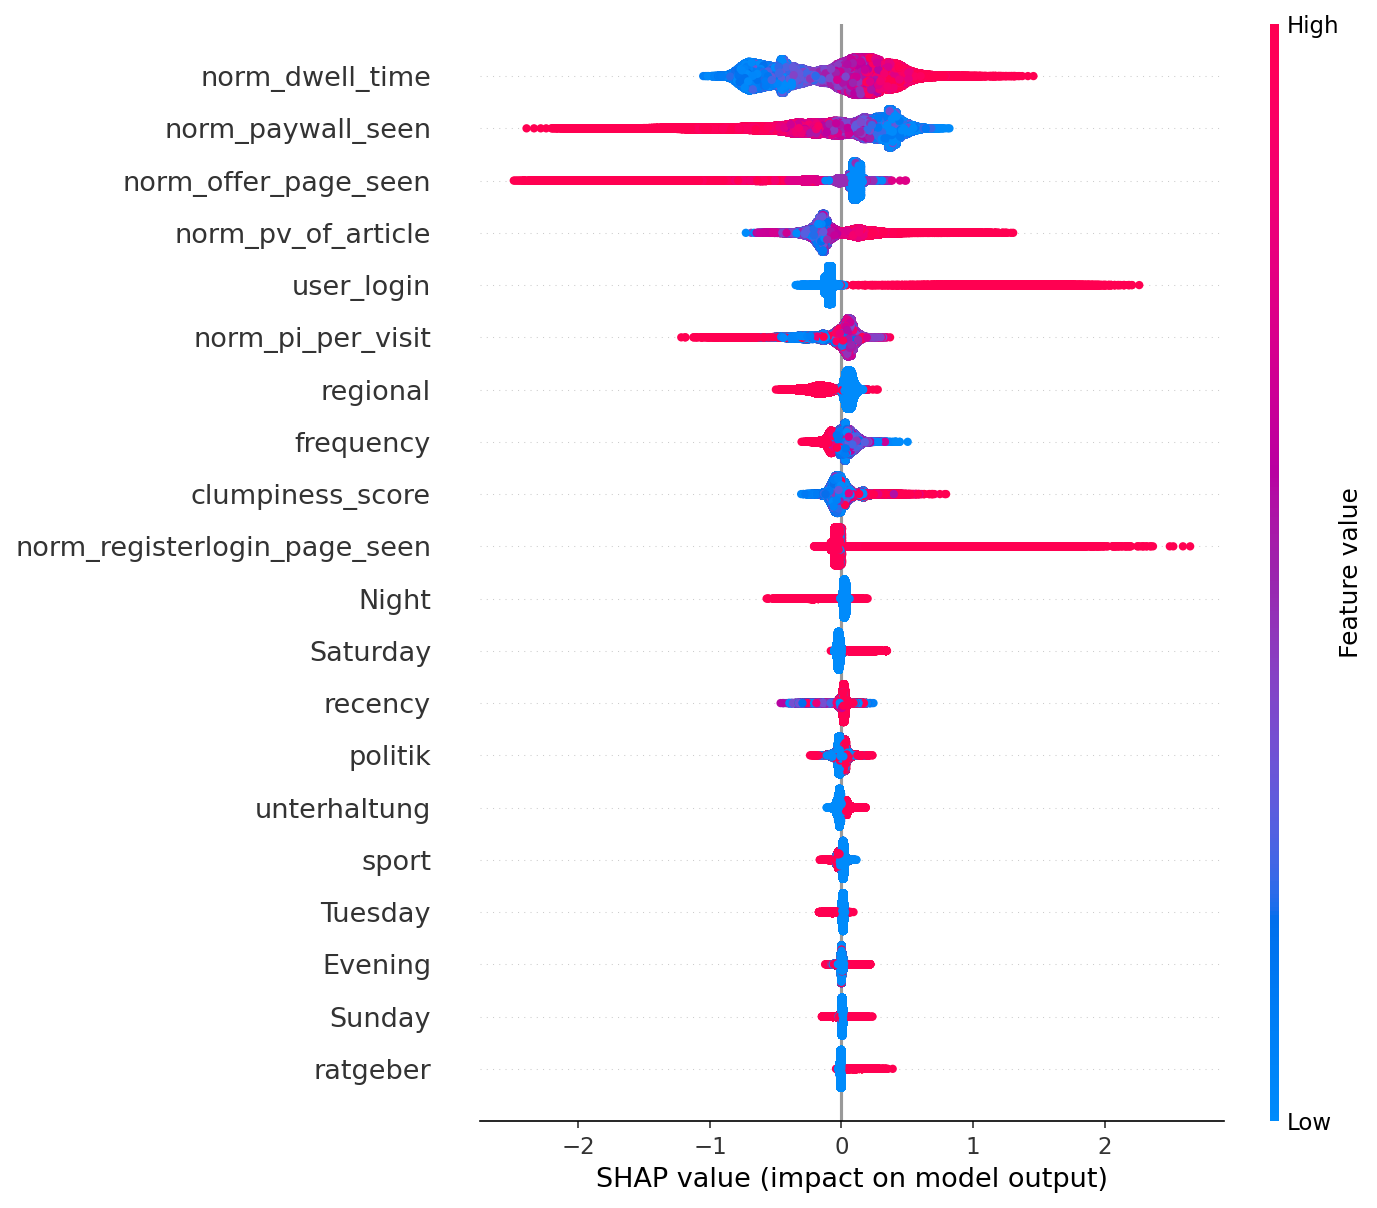 High
norm_dwell_time
norm_paywall_seen
norm_offer_page_seen
norm_pv_of_article
user_login
norm_pi_per_visit
regional
frequency
clumpiness_score
norm_registerlogin_page_seen
Night
Saturday
recency
politik
unterhaltung
sport
Tuesday
Evening
Sunday
ratgeber
Feature value
Low
−2 −1 0 1 2
SHAP value (impact on model output)